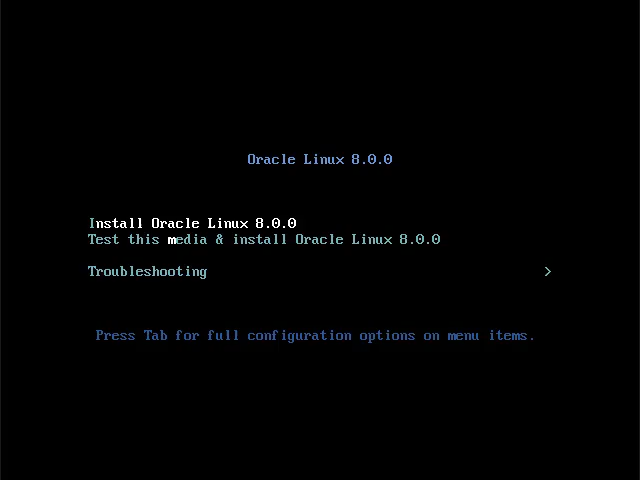 Oracle Linux 8.0.0
Install Oracle Linux 8.0.0
Test this media & install Oracle Linux 8.0.0
Troubleshooting >
Press Tab for full configuration options on menu items.